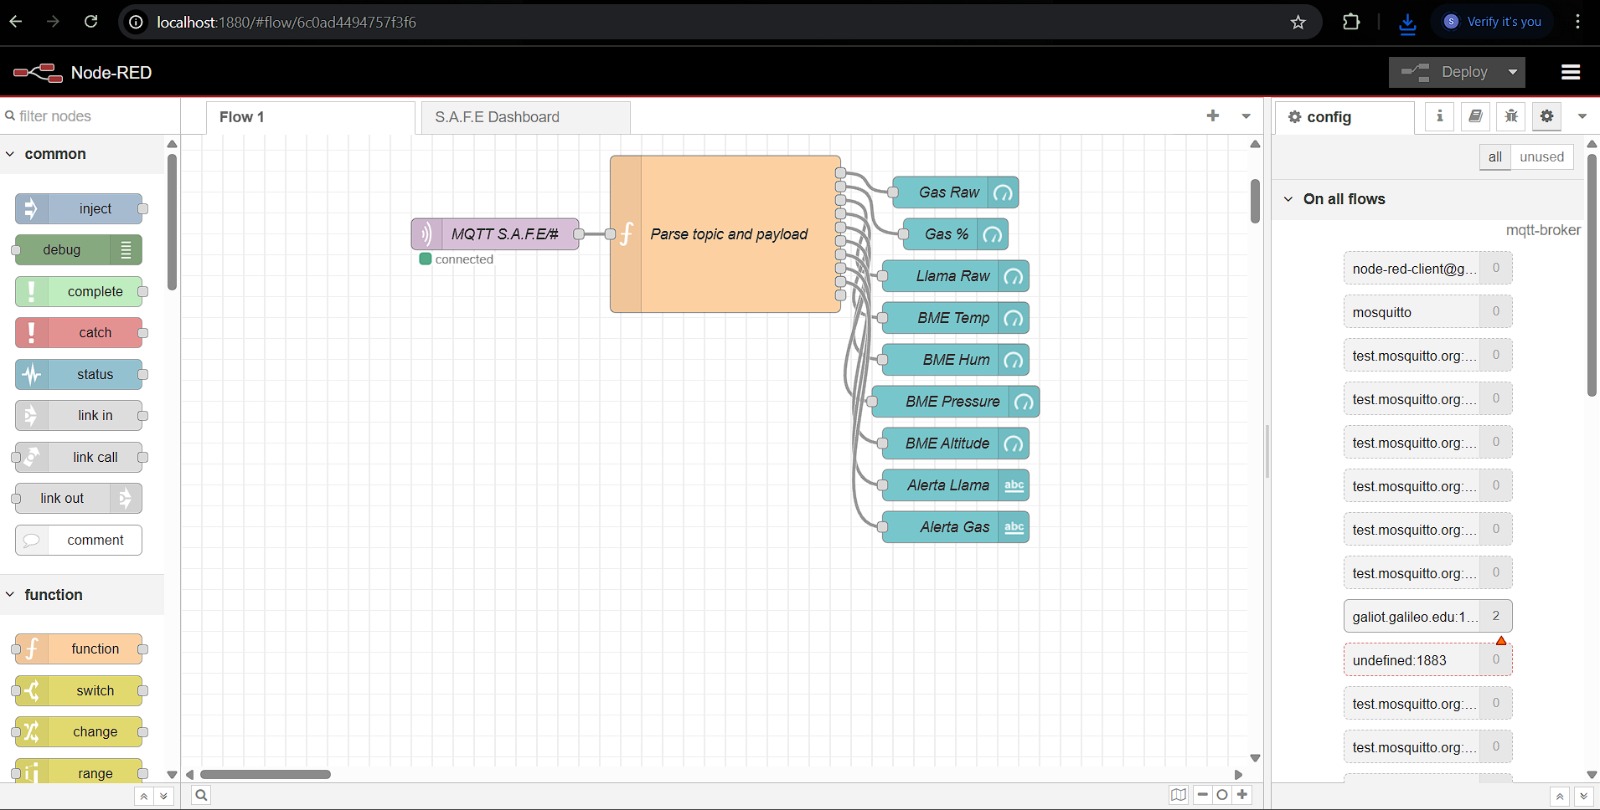 localhost:1880/#flow/6c0ad4494757f3f6
S
Verify it's you
Node-RED
Deploy
filter nodes
Flow 1
S.A.F.E Dashboard
config
i
common
inject
debug
complete
catch
status
link in
link call
link out
comment
function
function
switch
change
range
MQTT S.A.F.E/#
connected
Parse topic and payload
Gas Raw
Gas %
Llama Raw
BME Temp
BME Hum
BME Pressure
BME Altitude
Alerta Llama
abc
Alerta Gas
abc
all
unused
On all flows
mqtt-broker
node-red-client@g... 0
mosquitto 0
test.mosquitto.org:... 0
test.mosquitto.org:... 0
test.mosquitto.org:... 0
test.mosquitto.org:... 0
test.mosquitto.org:... 0
test.mosquitto.org:... 0
galiot.galileo.edu:1... 2
undefined:1883 0
test.mosquitto.org:... 0
test.mosquitto.org:... 0